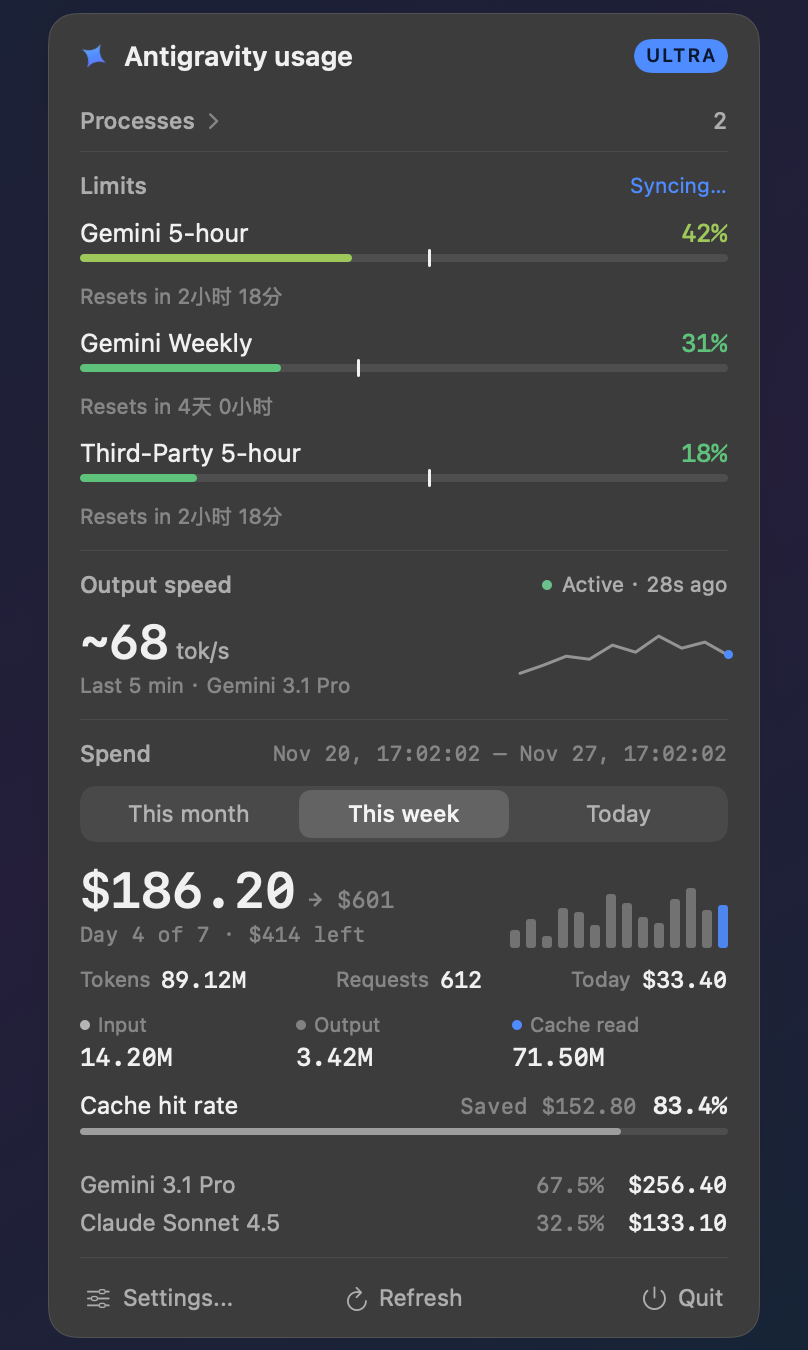 Antigravity usage ULTRA
Processes > 2
Limits Syncing...
Gemini 5-hour 42%
Resets in 2小时 18分
Gemini Weekly 31%
Resets in 4天 0小时
Third-Party 5-hour 18%
Resets in 2小时 18分
Output speed Active · 28s ago
~68 tok/s
Last 5 min · Gemini 3.1 Pro
Spend Nov 20, 17:02:02 — Nov 27, 17:02:02
This month This week Today
$186.20 → $601
Day 4 of 7 · $414 left
Tokens 89.12M Requests 612 Today $33.40
Input Output Cache read
14.20M 3.42M 71.50M
Cache hit rate Saved $152.80 83.4%
Gemini 3.1 Pro 67.5% $256.40
Claude Sonnet 4.5 32.5% $133.10
Settings... Refresh Quit